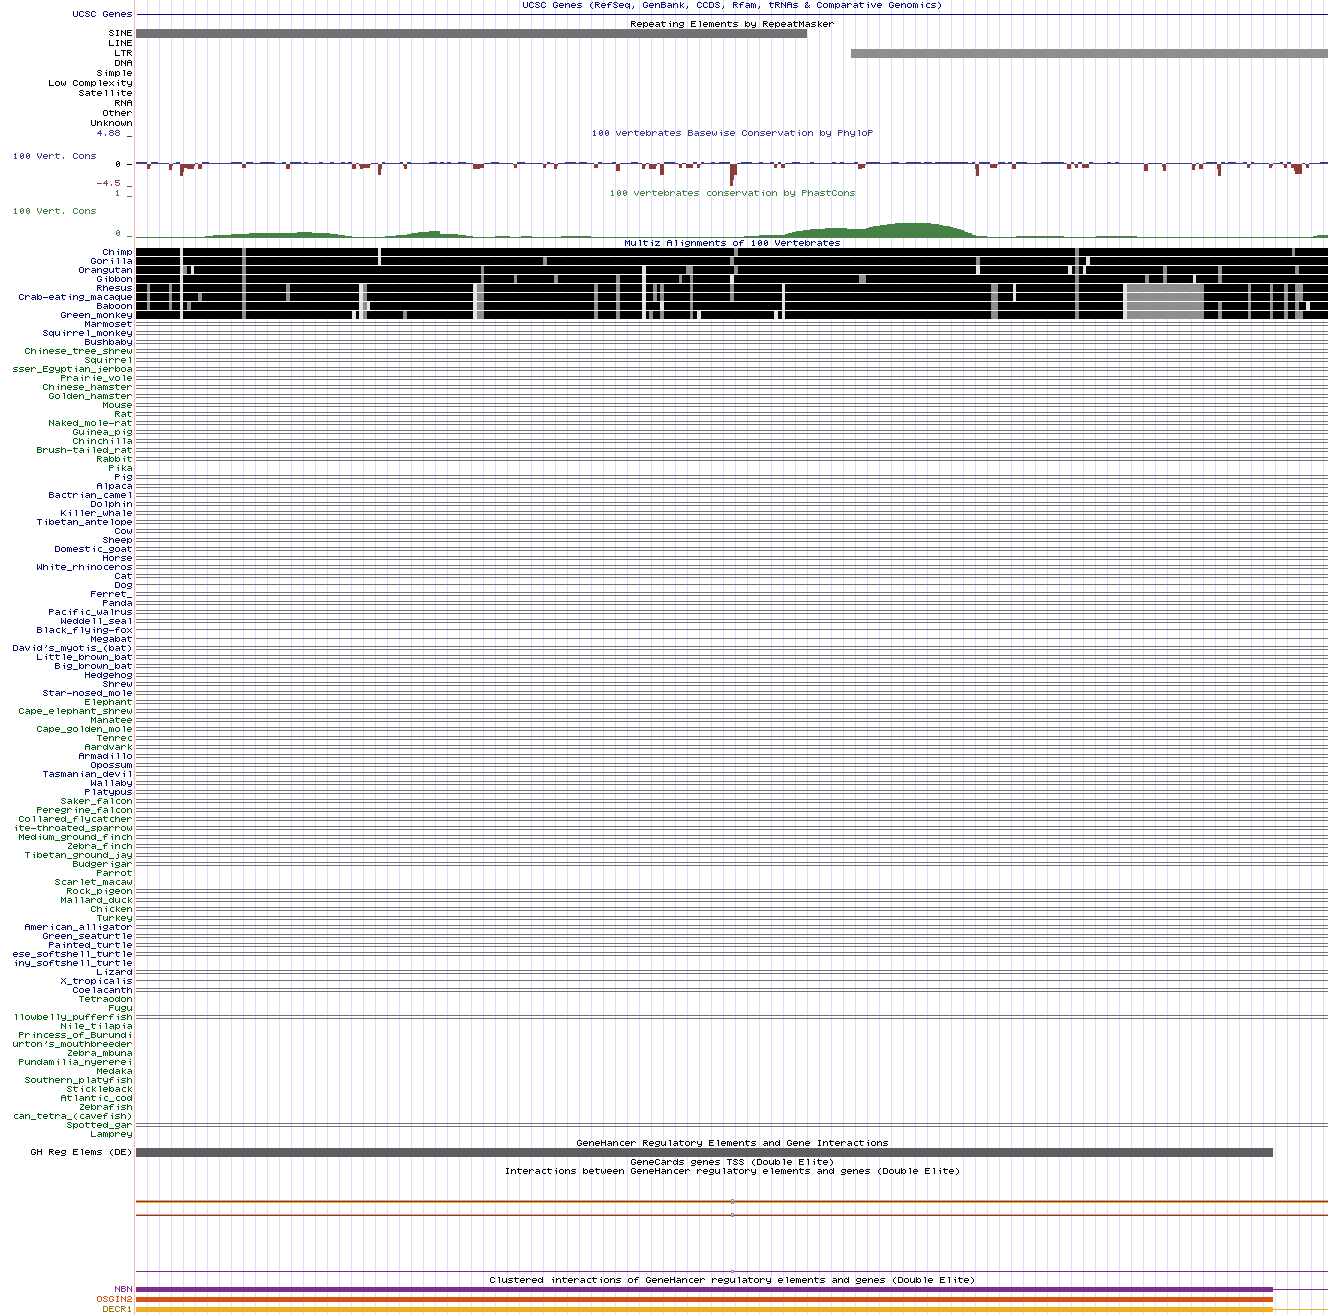 UCSC Genes (RefSeq, GenBank, CCDS, Rfam, tRNAs & Comparative Genomics)
UCSC Genes
Repeating Elements by RepeatMasker
SINE
LINE
LTR
DNA
Simple
Low Complexity
Satellite
RNA
Other
Unknown
4.88 _
100 vertebrates Basewise Conservation by PhyloP
100 Vert. Cons
0 -
-4.5 _
1 _
100 vertebrates conservation by PhastCons
100 Vert. Cons
0 _
Multiz Alignments of 100 Vertebrates
Chimp
Gorilla
Orangutan
Gibbon
Rhesus
Crab-eating_macaque
Baboon
Green_monkey
Marmoset
Squirrel_monkey
Bushbaby
Chinese_tree_shrew
Squirrel
sser_Egyptian_jerboa
Prairie_vole
Chinese_hamster
Golden_hamster
Mouse
Rat
Naked_mole-rat
Guinea_pig
Chinchilla
Brush-tailed_rat
Rabbit
Pika
Pig
Alpaca
Bactrian_camel
Dolphin
Killer_whale
Tibetan_antelope
Cow
Sheep
Domestic_goat
Horse
White_rhinoceros
Cat
Dog
Ferret_
Panda
Pacific_walrus
Weddell_seal
Black_flying-fox
Megabat
David's_myotis_(bat)
Little_brown_bat
Big_brown_bat
Hedgehog
Shrew
Star-nosed_mole
Elephant
Cape_elephant_shrew
Manatee
Cape_golden_mole
Tenrec
Aardvark
Armadillo
Opossum
Tasmanian_devil
Wallaby
Platypus
Saker_falcon
Peregrine_falcon
Collared_flycatcher
ite-throated_sparrow
Medium_ground_finch
Zebra_finch
Tibetan_ground_jay
Budgerigar
Parrot
Scarlet_macaw
Rock_pigeon
Mallard_duck
Chicken
Turkey
American_alligator
Green_seaturtle
Painted_turtle
ese_softshell_turtle
iny_softshell_turtle
Lizard
X_tropicalis
Coelacanth
Tetraodon
Fugu
llowbelly_pufferfish
Nile_tilapia
Princess_of_Burundi
urton's_mouthbreeder
Zebra_mbuna
Pundamilia_nyererei
Medaka
Southern_platyfish
Stickleback
Atlantic_cod
Zebrafish
can_tetra_(cavefish)
Spotted_gar
Lamprey
GeneHancer Regulatory Elements and Gene Interactions
GH Reg Elems (DE)
GeneCards genes TSS (Double Elite)
Interactions between GeneHancer regulatory elements and genes (Double Elite)
Clustered interactions of GeneHancer regulatory elements and genes (Double Elite)
NBN
OSGIN2
DECR1